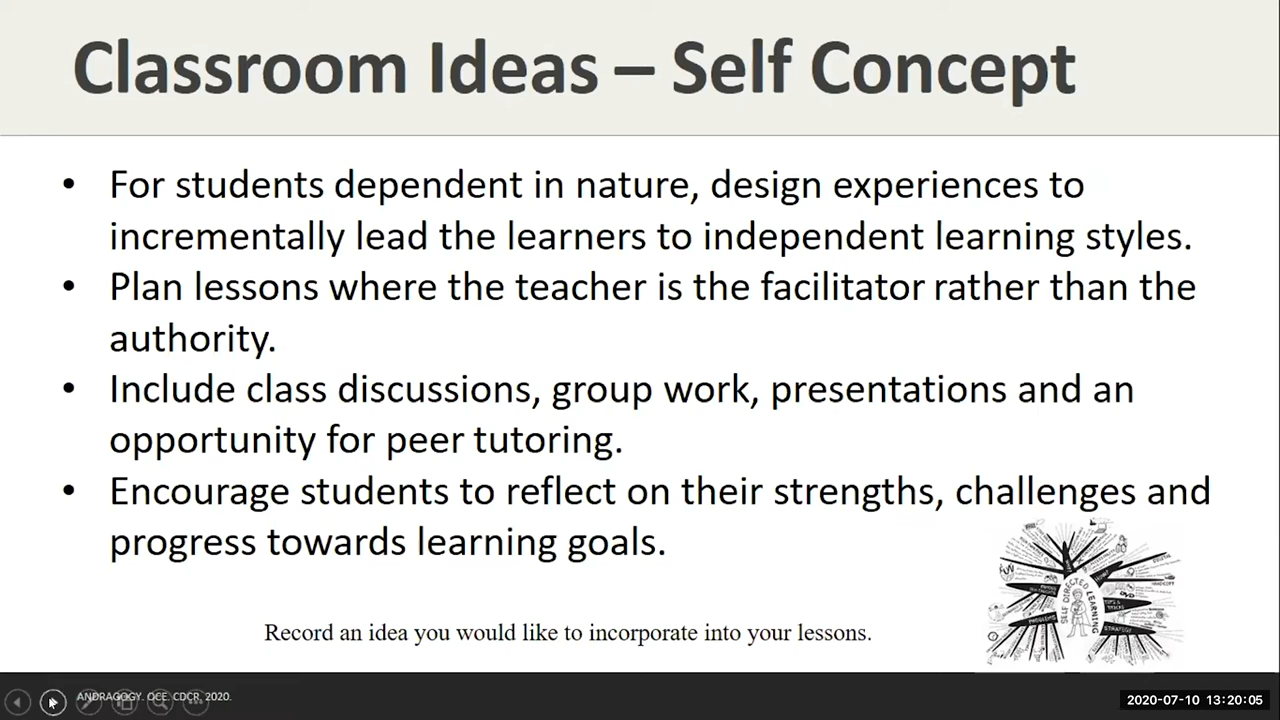 Classroom Ideas – Self Concept
• For students dependent in nature, design experiences to
incrementally lead the learners to independent learning styles.
• Plan lessons where the teacher is the facilitator rather than the
authority.
• Include class discussions, group work, presentations and an
opportunity for peer tutoring.
• Encourage students to reflect on their strengths, challenges and
progress towards learning goals.
SELF DIRECTED LEARNING
STRATEGY
Record an idea you would like to incorporate into your lessons.
ANDRAGOGY. OCE. CDCR. 2020.
2020-07-10 13:20:05